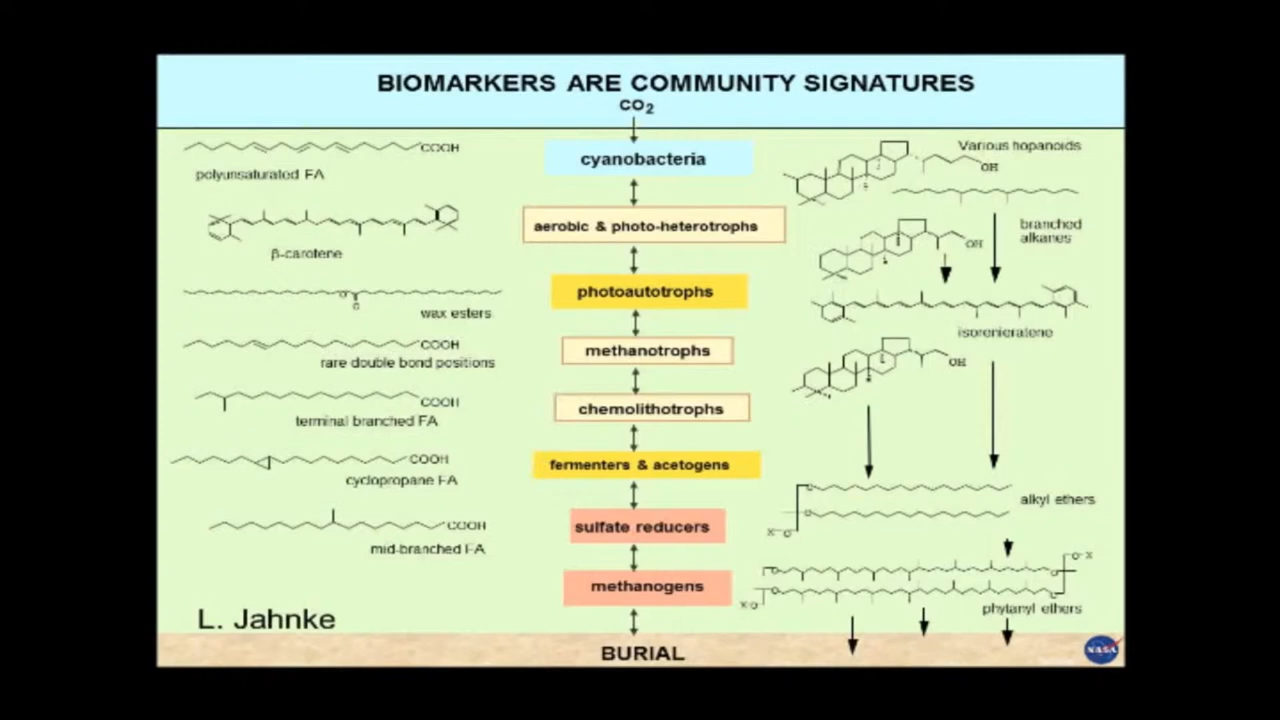 BIOMARKERS ARE COMMUNITY SIGNATURES
CO2
cyanobacteria
aerobic & photo-heterotrophs
photoautotrophs
methanotrophs
chemolithotrophs
fermenters & acetogens
sulfate reducers
methanogens
BURIAL
COOH
polyunsaturated FA
β-carotene
O
O
wax esters
COOH
rare double bond positions
COOH
terminal branched FA
COOH
cyclopropane FA
COOH
mid-branched FA
L. Jahnke
Various hopanoids
OH
branched
alkanes
OH
isorenieratene
OH
O
alkyl ethers
O
X O
O
O X
O
O
X O
phytanyl ethers
NASA